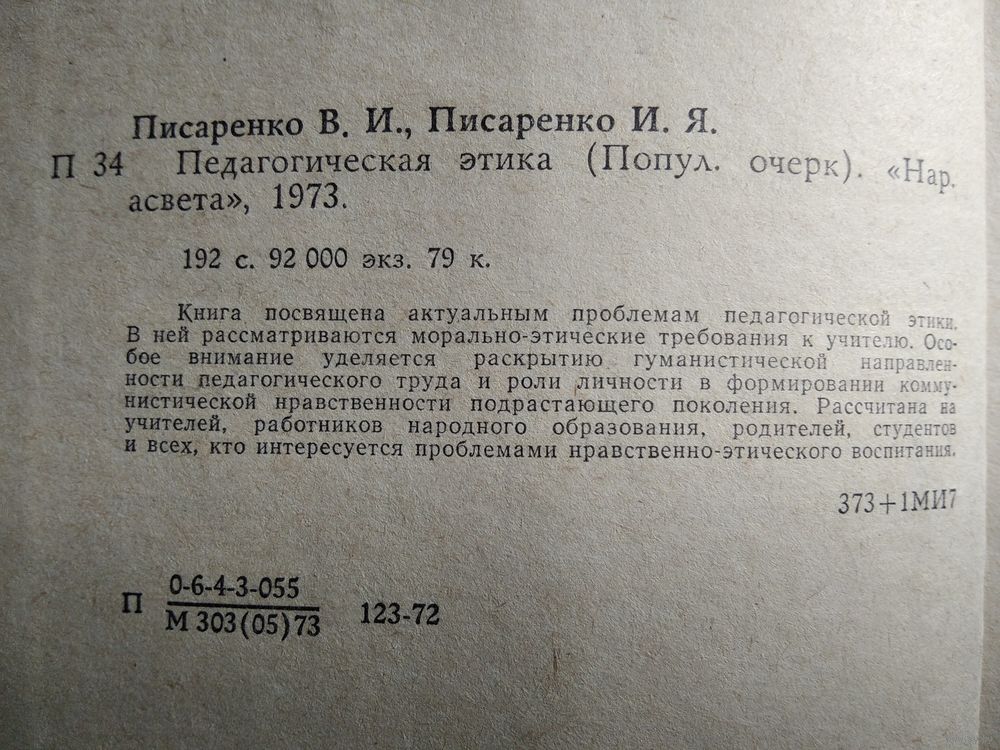 Писаренко В. И., Писаренко И. Я.
П 34 Педагогическая этика (Попул. очерк). «Нар.
асвета», 1973.
192 с. 92 000 экз. 79 к.
Книга посвящена актуальным проблемам педагогической этики.
В ней рассматриваются морально-этические требования к учителю. Осо-
бое внимание уделяется раскрытию гуманистической направлен-
ности педагогического труда и роли личности в формировании комму-
нистической нравственности подрастающего поколения. Рассчитана на
учителей, работников народного образования, родителей, студентов
и всех, кто интересуется проблемами нравственно-этического воспитания.
373+1МИ7
П 0-6-4-3-055
М 303(05)73 123-72